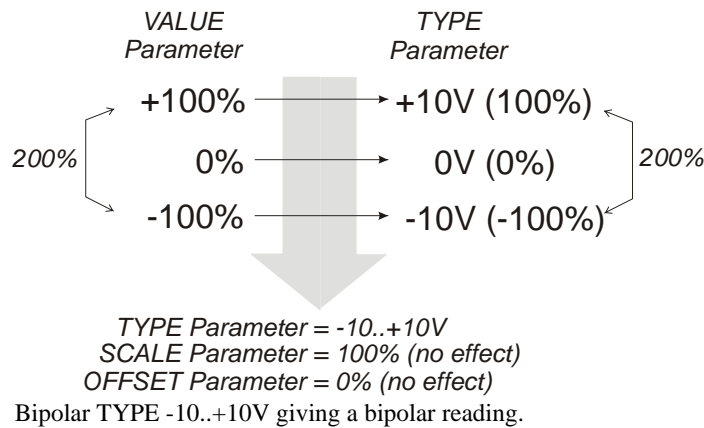 VALUE
Parameter
TYPE
Parameter
+100%
+10V (100%)
200%
0%
0V (0%)
200%
-100%
-10V (-100%)
TYPE Parameter = -10..+10V
SCALE Parameter = 100% (no effect)
OFFSET Parameter = 0% (no effect)
Bipolar TYPE -10..+10V giving a bipolar reading.